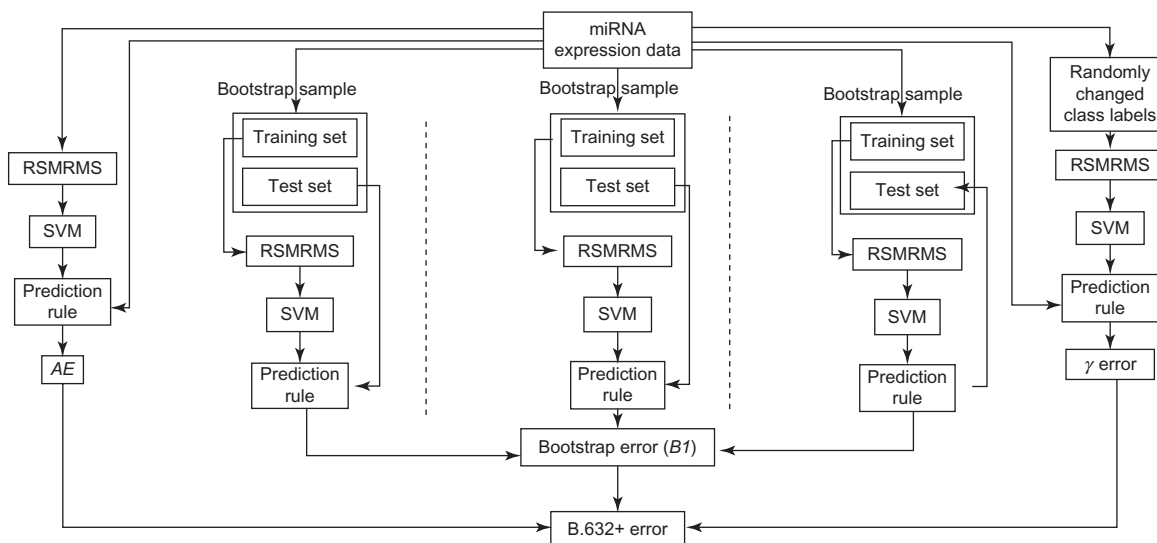 miRNA
expression data
Bootstrap sample
Bootstrap sample
Bootstrap sample
Randomly
changed
class labels
Training set
Test set
Training set
Test set
Training set
Test set
RSMRMS
SVM
Prediction
rule
AE
RSMRMS
SVM
Prediction
rule
RSMRMS
SVM
Prediction
rule
RSMRMS
SVM
Prediction
rule
RSMRMS
SVM
Prediction
rule
γ error
Bootstrap error (B1)
B.632+ error